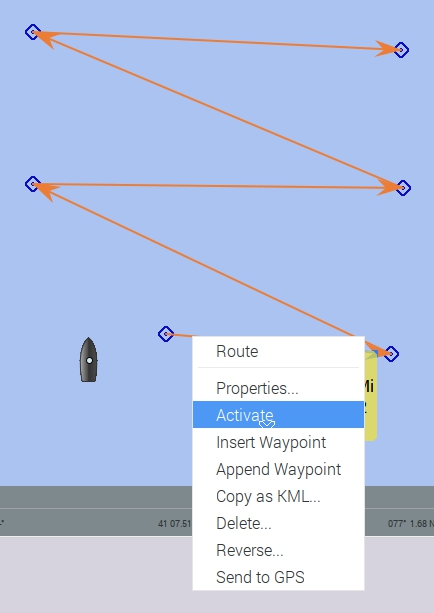 Route
Properties...
Mi
Activate
2
Insert Waypoint
Append Waypoint
Copy as KML...
Delete...
41 07.51
077° 1.68 N
Reverse...
Send to GPS